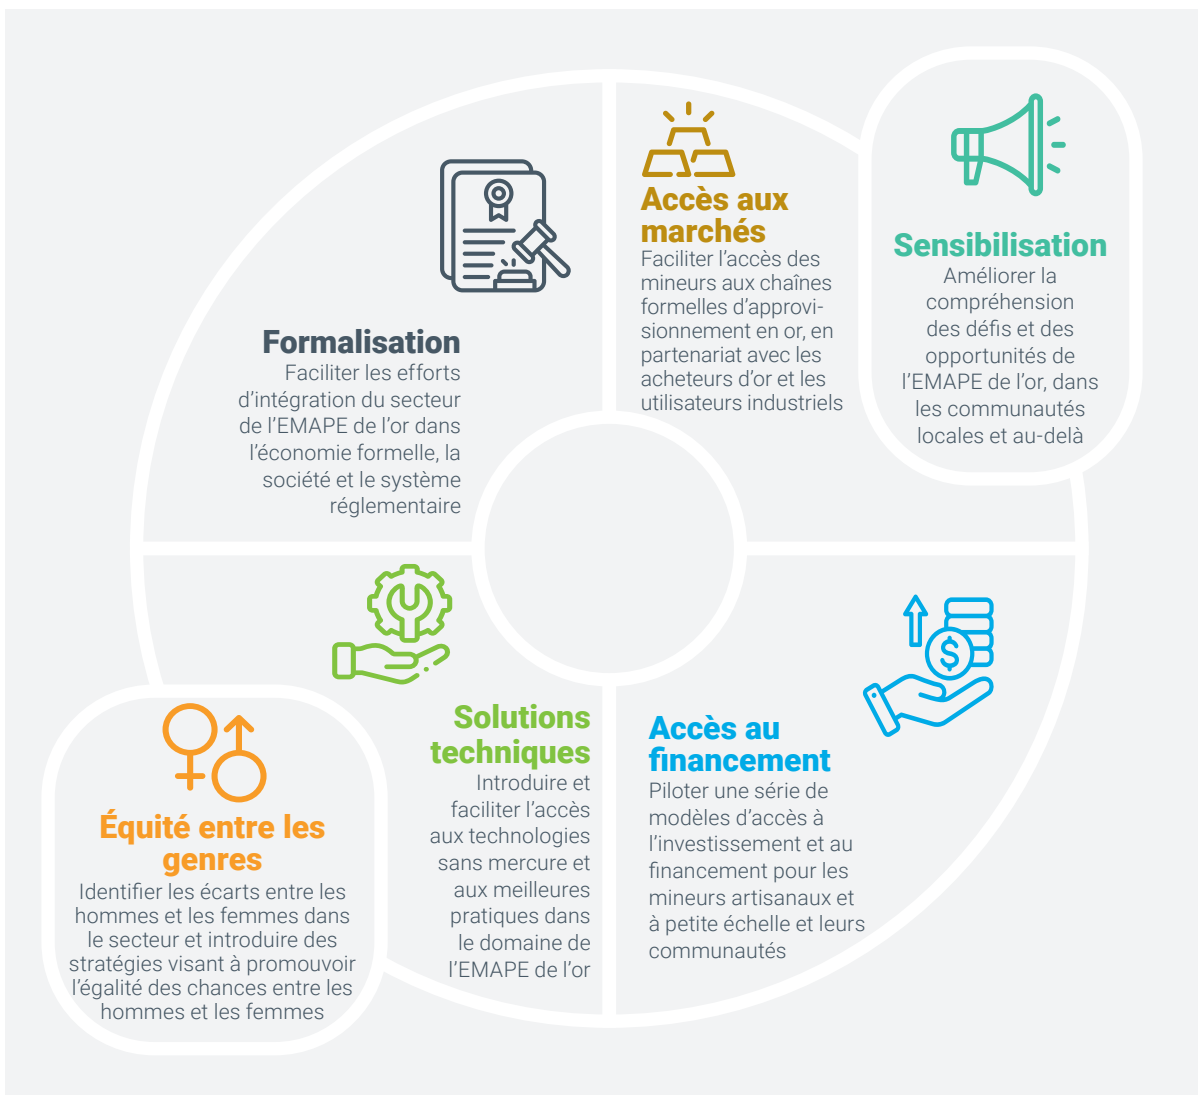 Accès aux
marchés
Faciliter l’accès des
mineurs aux chaînes
formelles d’approvi-
sionnement en or, en
partenariat avec les
acheteurs d’or et les
utilisateurs industriels
Sensibilisation
Améliorer la
compréhension
des défis et des
opportunités de
l’EMAPE de l’or, dans
les communautés
locales et au-delà
Formalisation
Faciliter les efforts
d’intégration du secteur
de l’EMAPE de l’or dans
l’économie formelle, la
société et le système
réglementaire
Solutions
techniques
Introduire et
faciliter l’accès
aux technologies
sans mercure et
aux meilleures
pratiques dans
le domaine de
l’EMAPE de l’or
Accès au
financement
Piloter une série de
modèles d’accès à
l’investissement et au
financement pour les
mineurs artisanaux et
à petite échelle et leurs
communautés
Équité entre les
genres
Identifier les écarts entre les
hommes et les femmes dans
le secteur et introduire des
stratégies visant à promouvoir
l’égalité des chances entre les
hommes et les femmes